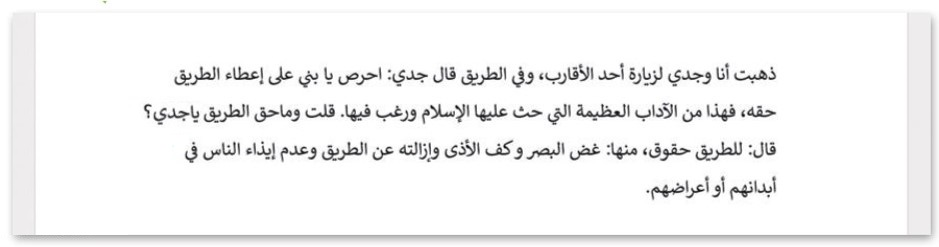 ذهبت أنا وجدي لزيارة أحد الأقارب، وفي الطريق قال جدي: احرص يا بني على إعطاء الطريق
حقه، فهذا من الآداب العظيمة التي حث عليها الإسلام ورغب فيها. قلت وماحق الطريق ياجدي؟
قال: للطريق حقوق، منها: غض البصر وكف الأذى وإزالته عن الطريق وعدم إيذاء الناس في
أبدانهم أو أعراضهم.